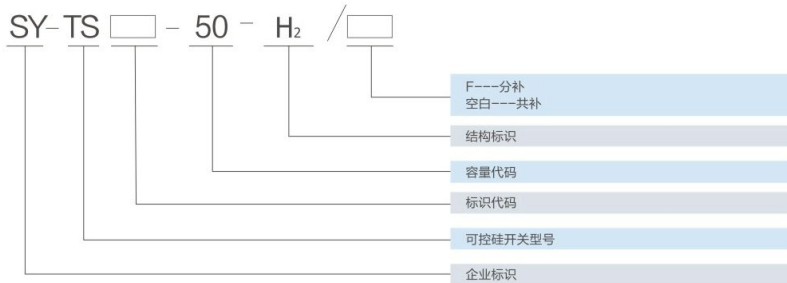 SY-TS - 50 - H₂ /
F---分补
空白---共补
结构标识
容量代码
标识代码
可控硅开关型号
企业标识